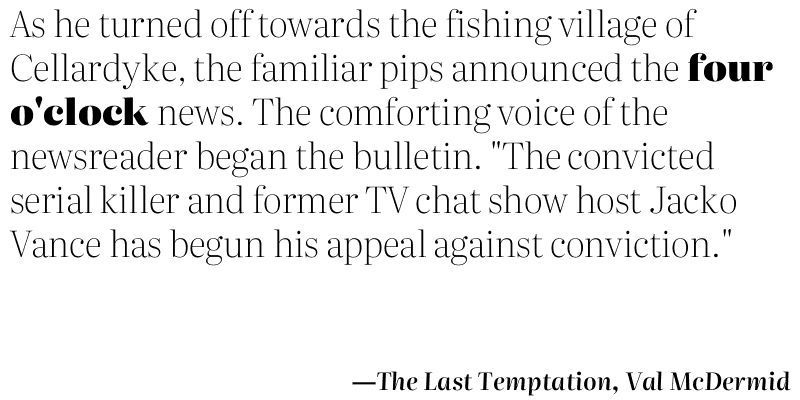 As he turned off towards the fishing village of
Cellardyke, the familiar pips announced the four
o'clock news. The comforting voice of the
newsreader began the bulletin. "The convicted
serial killer and former TV chat show host Jacko
Vance has begun his appeal against conviction."
—The Last Temptation, Val McDermid